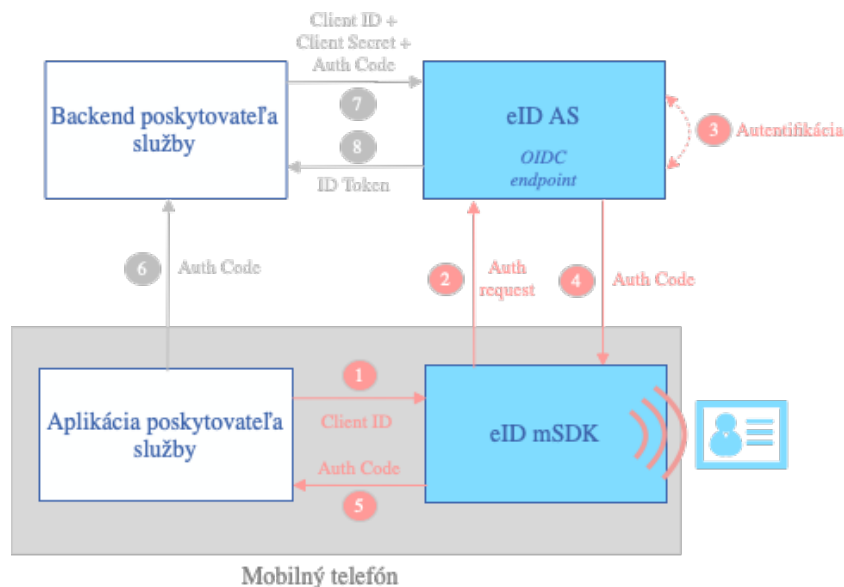 Client ID +
Client Secret +
Auth Code
7
Backend poskytovateľa
služby
eID AS
OIDC
endpoint
3 Autentifikácia
8
ID Token
6 Auth Code
2 Auth
request
4 Auth Code
1
Client ID
Aplikácia poskytovateľa
služby
eID mSDK
Auth Code
5
Mobilný telefón